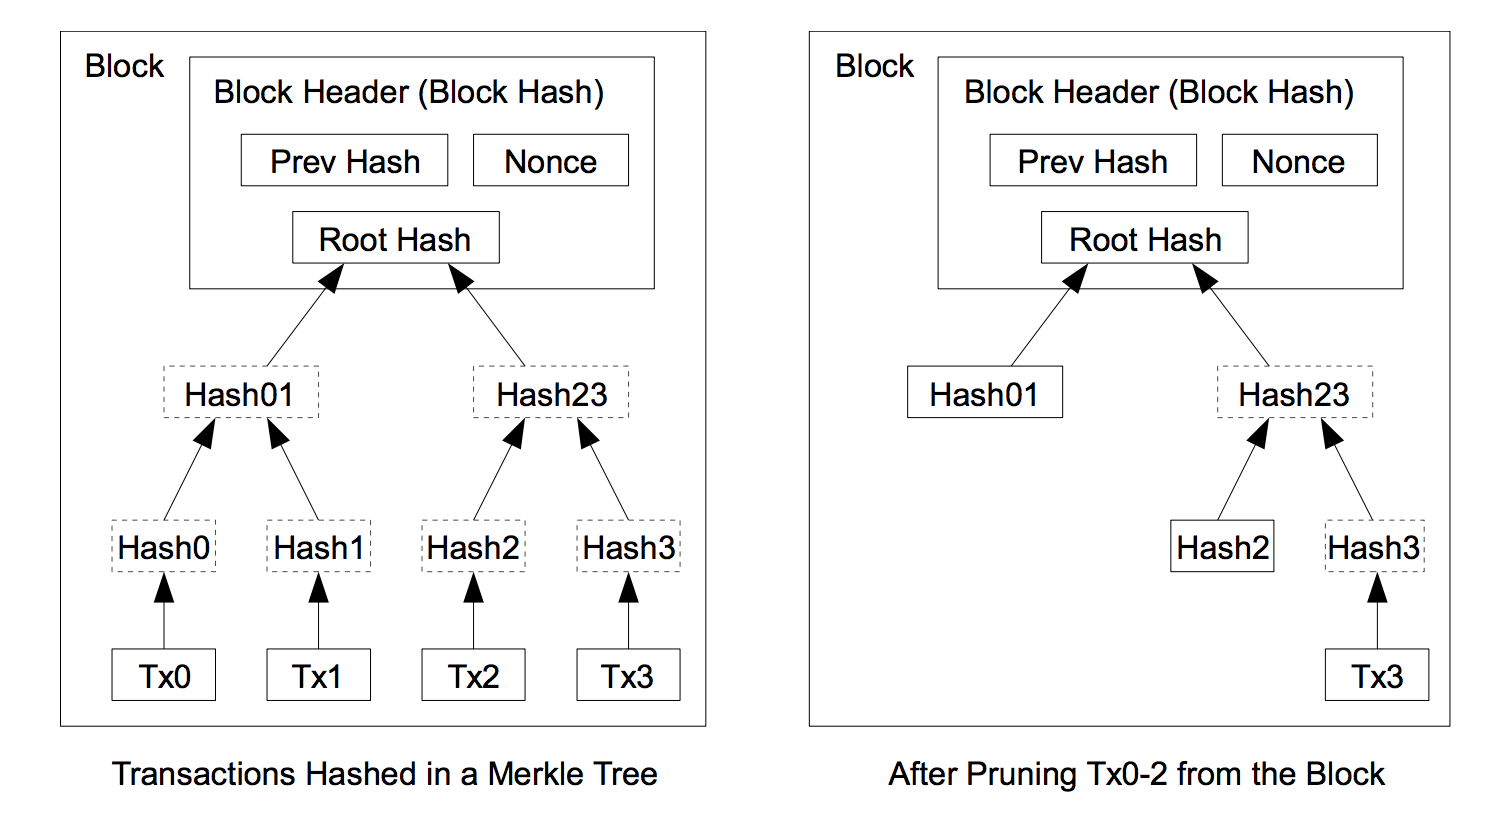 Block
Block Header (Block Hash)
Prev Hash
Nonce
Root Hash
Hash01
Hash23
Hash0
Hash1
Hash2
Hash3
Tx0
Tx1
Tx2
Tx3
Transactions Hashed in a Merkle Tree
Block
Block Header (Block Hash)
Prev Hash
Nonce
Root Hash
Hash01
Hash23
Hash2
Hash3
Tx3
After Pruning Tx0-2 from the Block